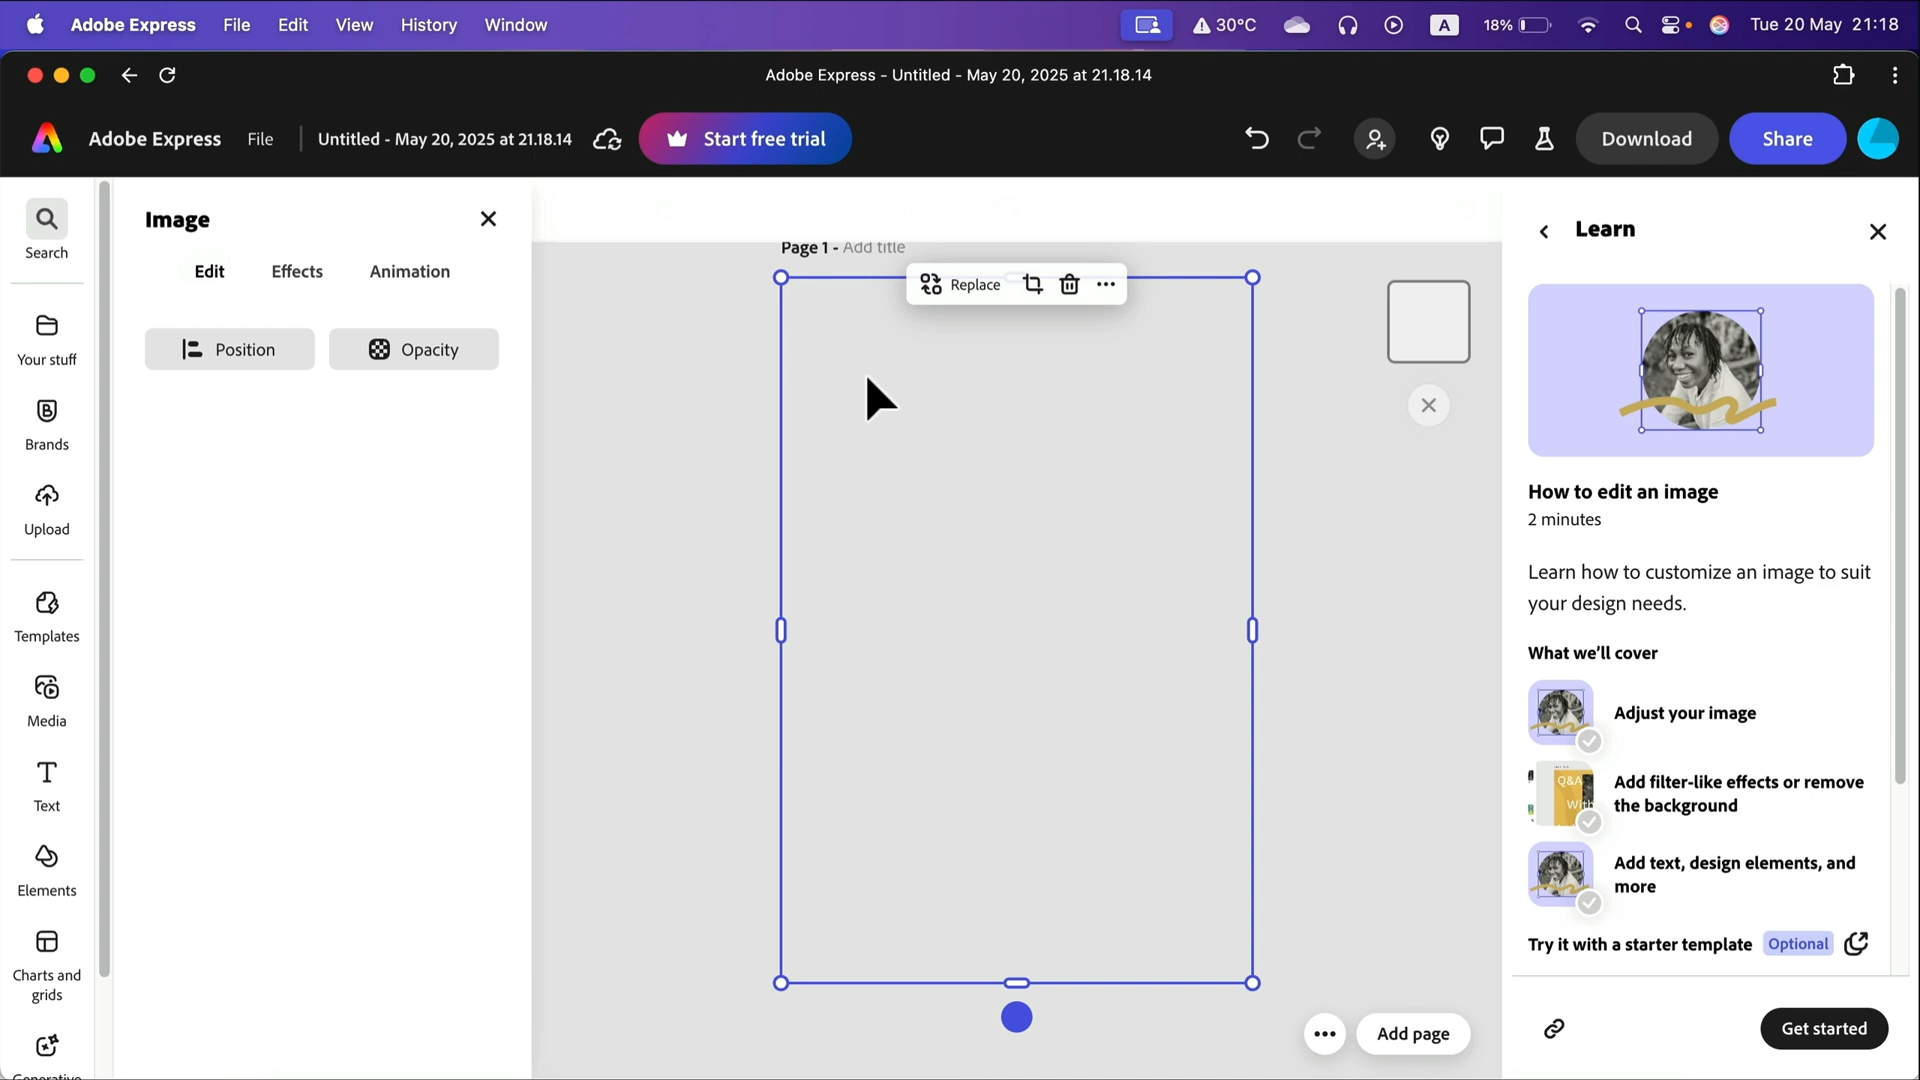 Adobe Express File Edit View History Window 30°C A 18% Tue 20 May 21:18
Adobe Express - Untitled - May 20, 2025 at 21.18.14
Adobe Express File Untitled - May 20, 2025 at 21.18.14 Start free trial Download Share
Search
Your stuff
Brands
Upload
Templates
Media
Text
Elements
Charts and
grids
Generative
Image
Edit Effects Animation
Position Opacity
Page 1 - Add title
Replace
Add page
Learn
How to edit an image
2 minutes
Learn how to customize an image to suit
your design needs.
What we'll cover
Adjust your image
Q&A
With
Add filter-like effects or remove
the background
Add text, design elements, and
more
Try it with a starter template Optional
Get started